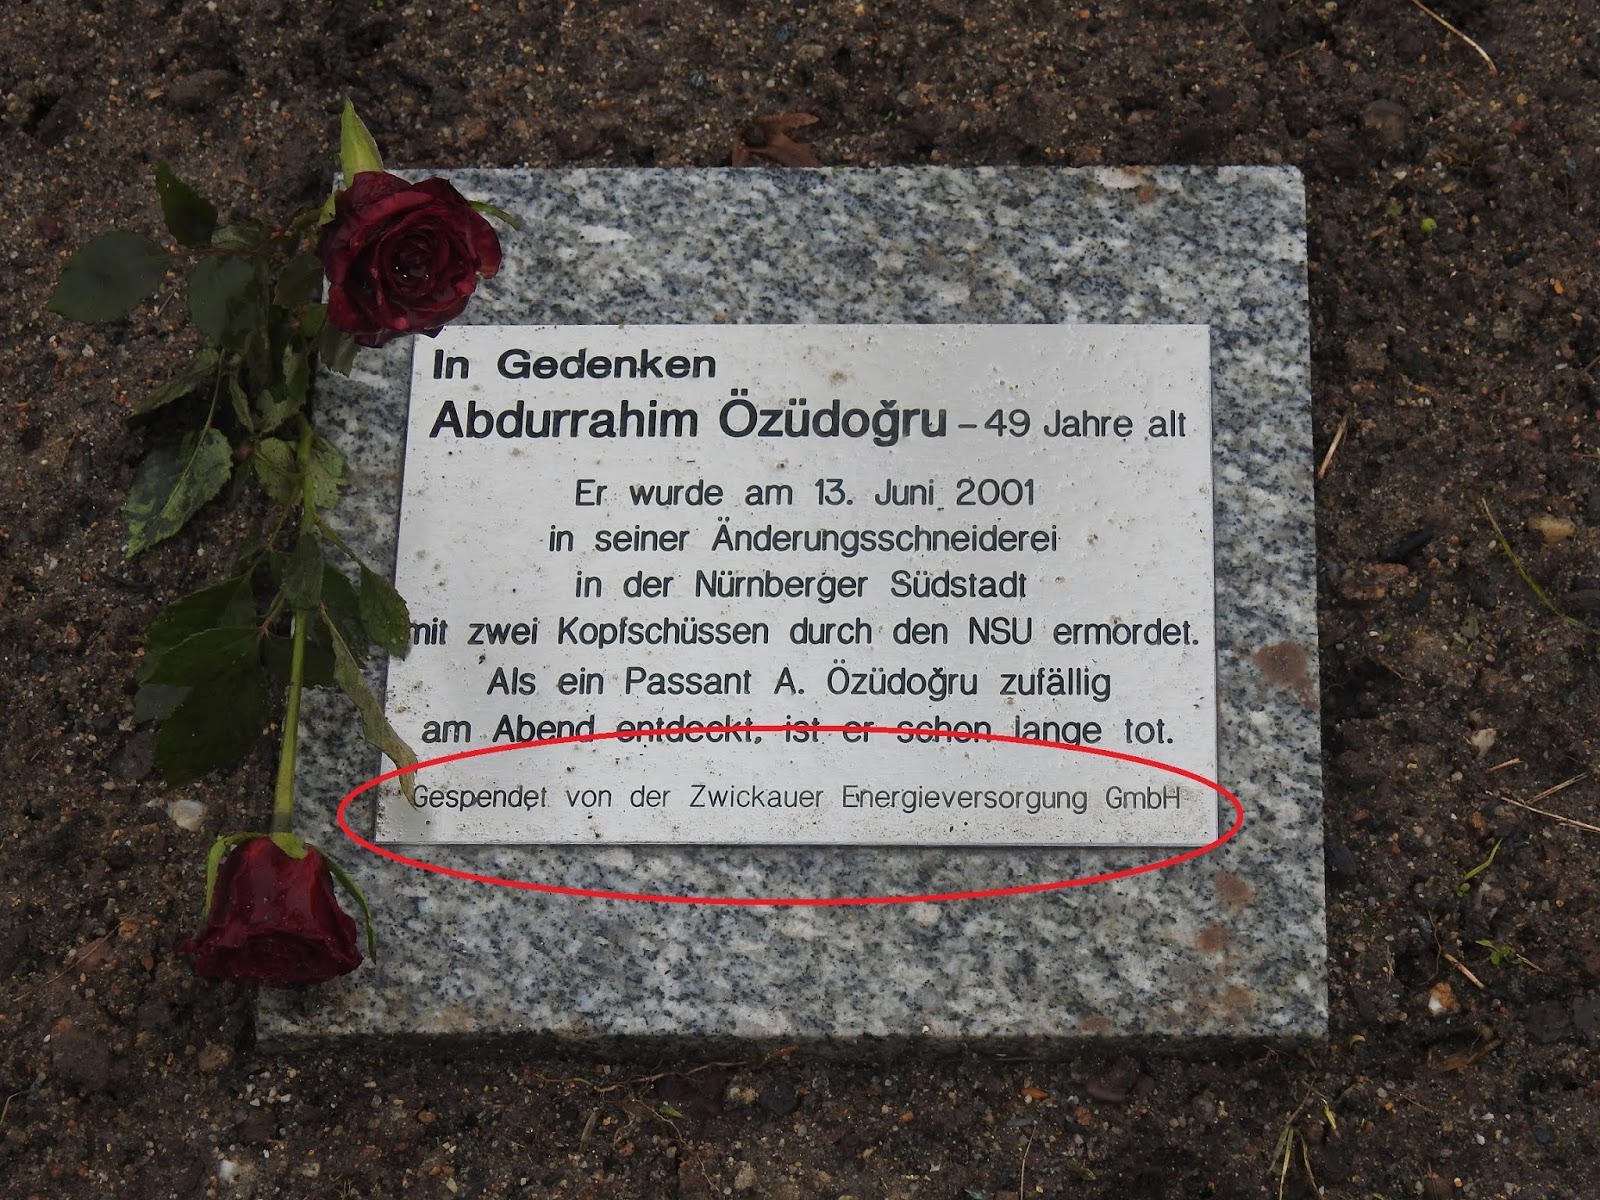 In Gedenken
Abdurrahim Özüdoğru – 49 Jahre alt
Er wurde am 13. Juni 2001
in seiner Änderungsschneiderei
in der Nürnberger Südstadt
mit zwei Kopfschüssen durch den NSU ermordet.
Als ein Passant A. Özüdoğru zufällig
am Abend entdeckt, ist er schon lange tot.
Gespendet von der Zwickauer Energieversorgung GmbH